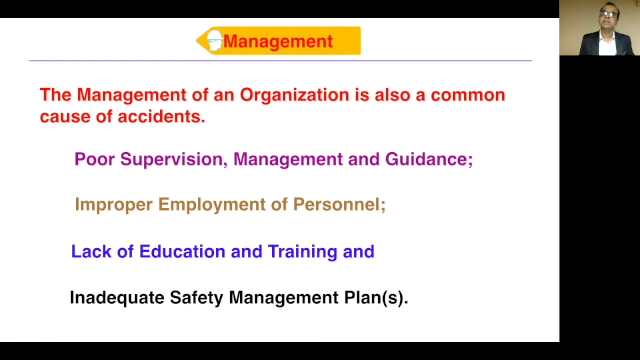 Management
The Management of an Organization is also a common
cause of accidents.
Poor Supervision, Management and Guidance;
Improper Employment of Personnel;
Lack of Education and Training and
Inadequate Safety Management Plan(s).